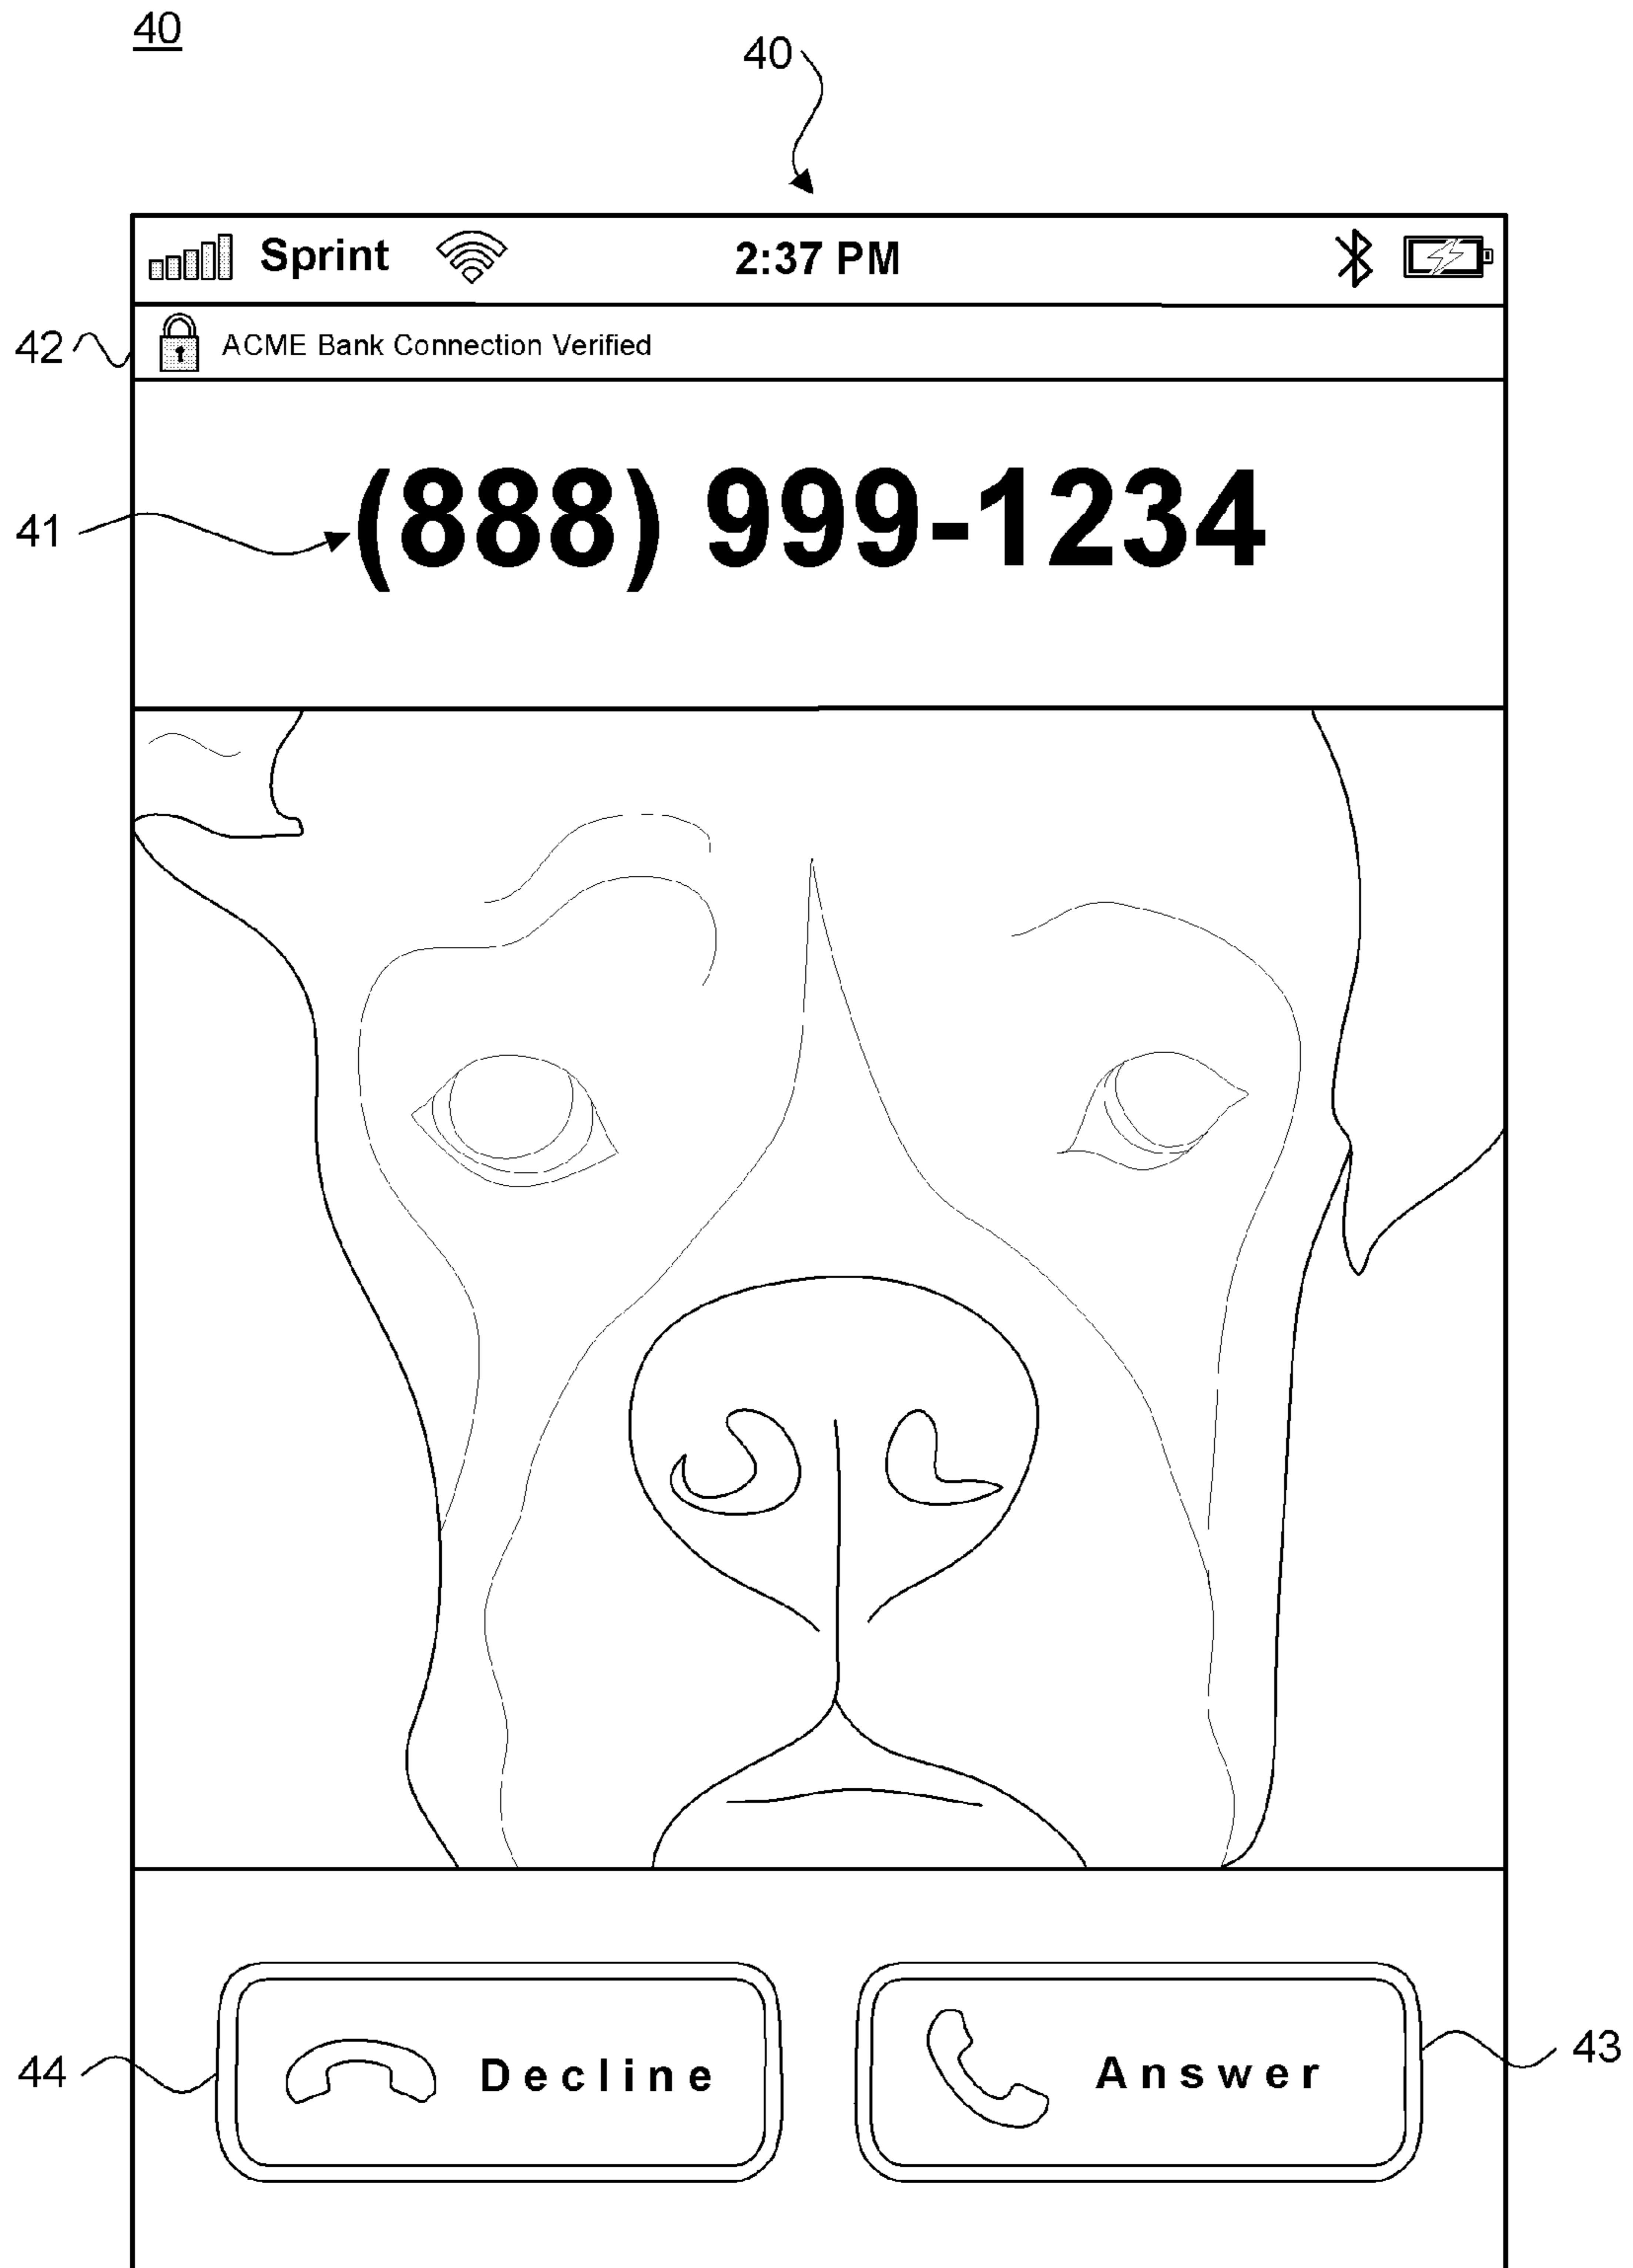 40
40
Sprint 2:37 PM
42
ACME Bank Connection Verified
41
(888) 999-1234
44
Decline
Answer
43